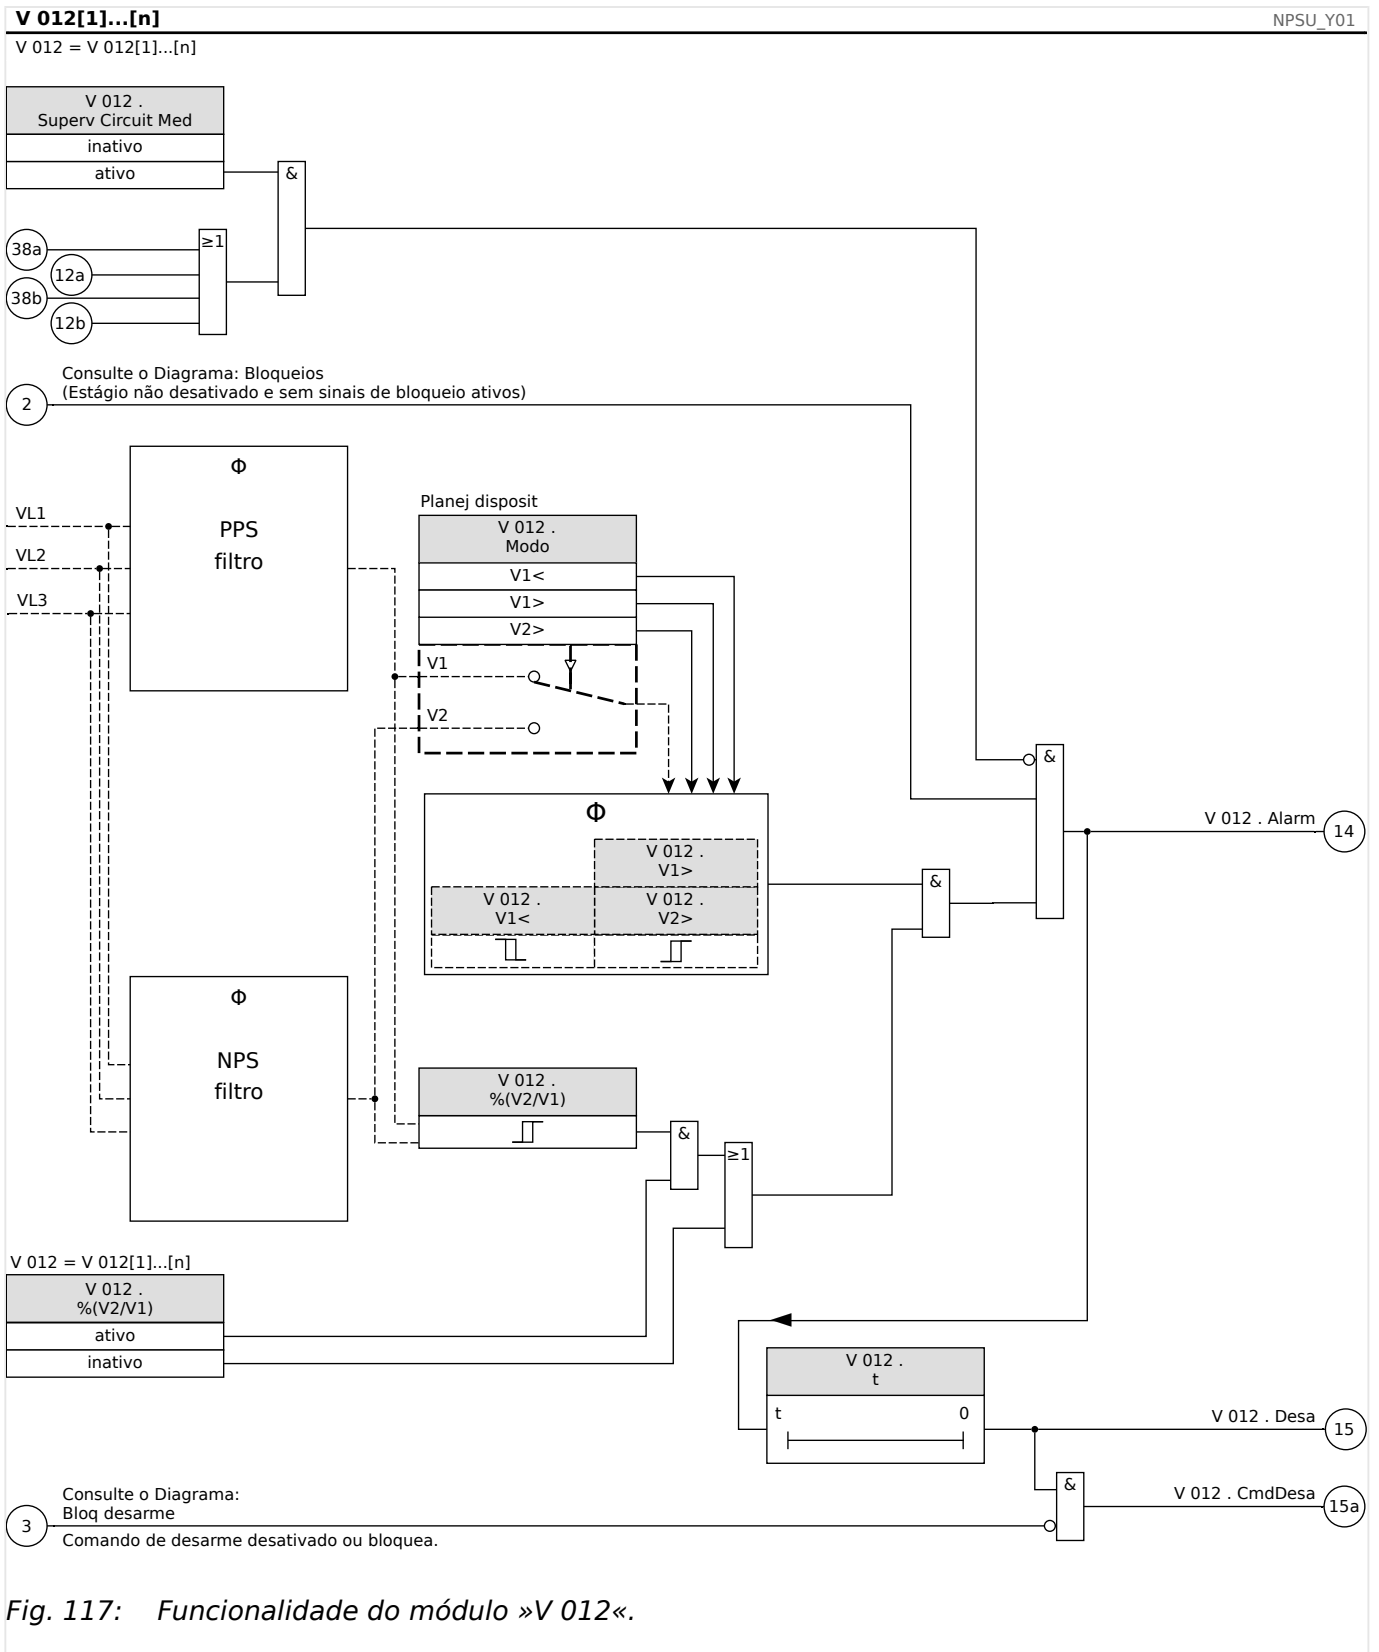 V 012[1]...[n]
NPSU_Y01
V 012 = V 012[1]...[n]
V 012 .
Superv Circuit Med
inativo
ativo
&
38a
≥1
12a
38b
12b
Consulte o Diagrama: Bloqueios
(Estágio não desativado e sem sinais de bloqueio ativos)
2
Φ
PPS
filtro
VL1
VL2
VL3
Planej disposit
V 012 .
Modo
V1<
V1>
V2>
V1
V2
&
Φ
V 012 .
V1>
V 012 .
V1<
V 012 .
V2>
&
V 012 . Alarm
14
Φ
NPS
filtro
V 012 .
%(V2/V1)
&
≥1
V 012 = V 012[1]...[n]
V 012 .
%(V2/V1)
ativo
inativo
V 012 .
t
t
0
V 012 . Desa
15
&
V 012 . CmdDesa
15a
Consulte o Diagrama:
Bloq desarme
3
Comando de desarme desativado ou bloquea.
Fig. 117: Funcionalidade do módulo »V 012«.